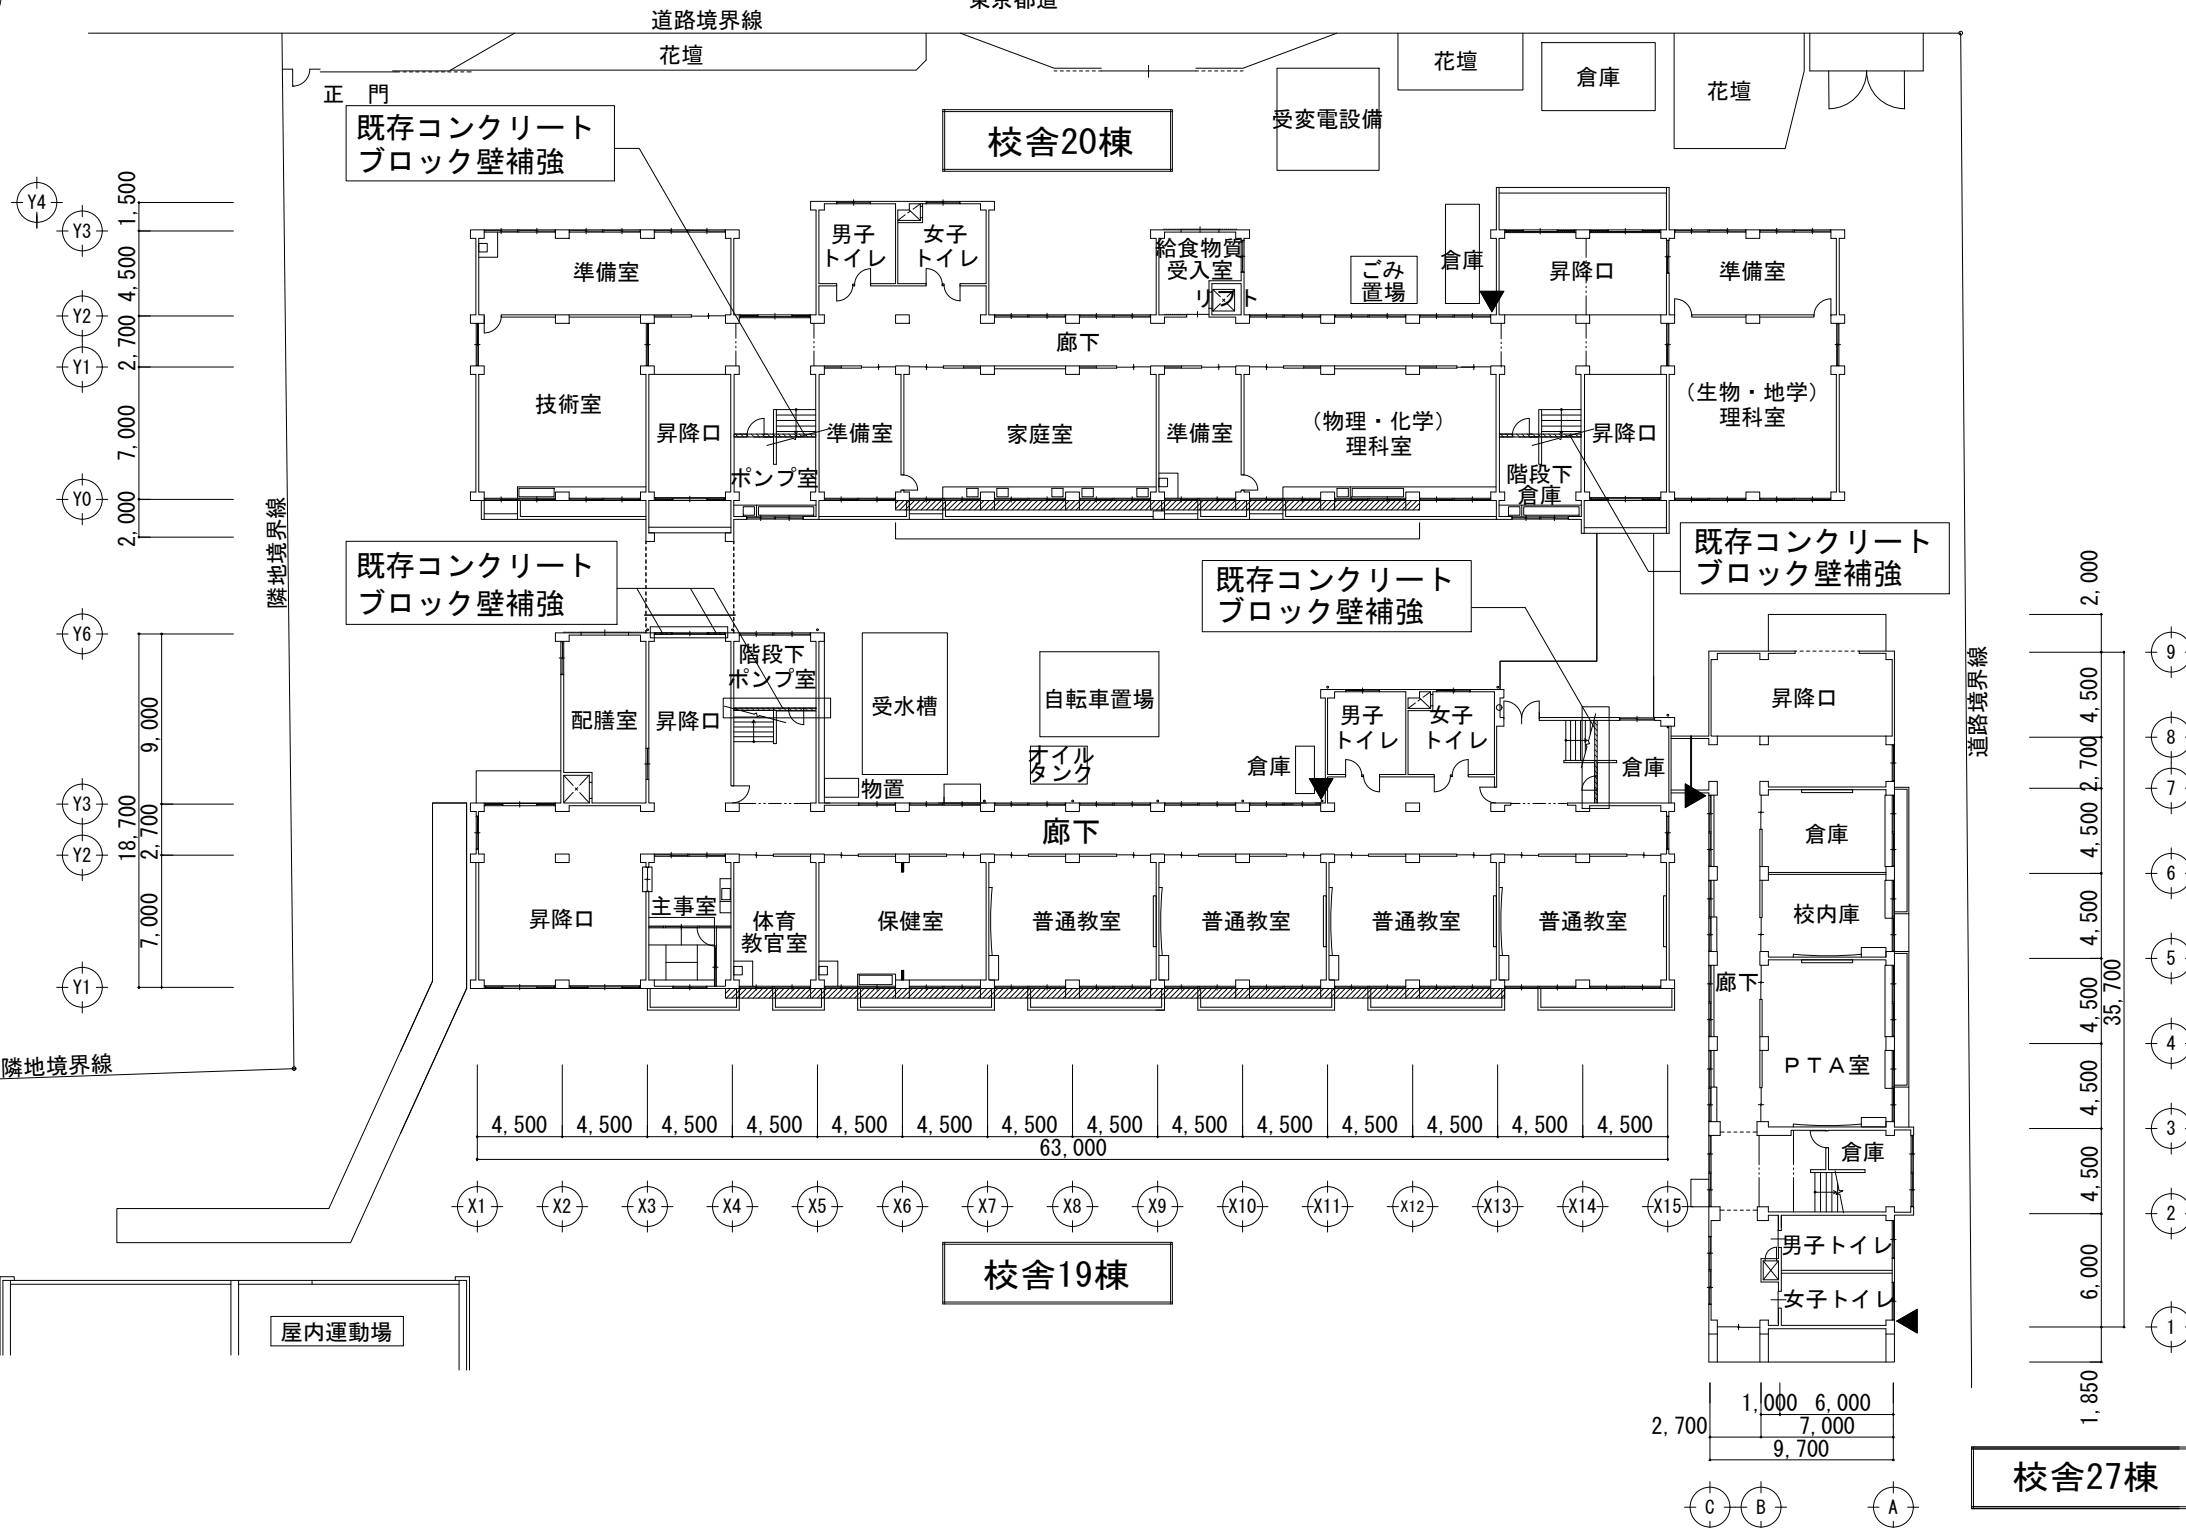 道路境界線
花壇
正　門
花壇
倉庫
花壇
受変電設備
既存コンクリート
ブロック壁補強
校舎20棟
Y4
Y3
Y2
Y1
Y0
1,500
4,500
2,700
7,000
2,000
準備室
男子
トイレ
女子
トイレ
給食物質
受入室
リフト
ごみ
置場
倉庫
昇降口
準備室
廊下
技術室
昇降口
ポンプ室
準備室
家庭室
準備室
(物理・化学)
理科室
階段下
倉庫
昇降口
(生物・地学)
理科室
隣地境界線
既存コンクリート
ブロック壁補強
既存コンクリート
ブロック壁補強
既存コンクリート
ブロック壁補強
Y6
Y3
Y2
Y1
9,000
18,700
2,700
7,000
配膳室
昇降口
階段下
ポンプ室
受水槽
自転車置場
オイル
タンク
物置
倉庫
男子
トイレ
女子
トイレ
倉庫
廊下
昇降口
主事室
体育
教官室
保健室
普通教室
普通教室
普通教室
普通教室
隣地境界線
道路境界線
昇降口
倉庫
校内庫
廊下
ＰＴＡ室
倉庫
男子トイレ
女子トイレ
2,000
4,500
2,700
4,500
4,500
4,500
4,500
4,500
6,000
1,850
35,700
9
8
7
6
5
4
3
2
1
4,500 4,500 4,500 4,500 4,500 4,500 4,500 4,500 4,500 4,500 4,500 4,500 4,500 4,500
63,000
X1 X2 X3 X4 X5 X6 X7 X8 X9 X10 X11 X12 X13 X14 X15
校舎19棟
屋内運動場
1,000 6,000
2,700 7,000
9,700
C B A
校舎27棟